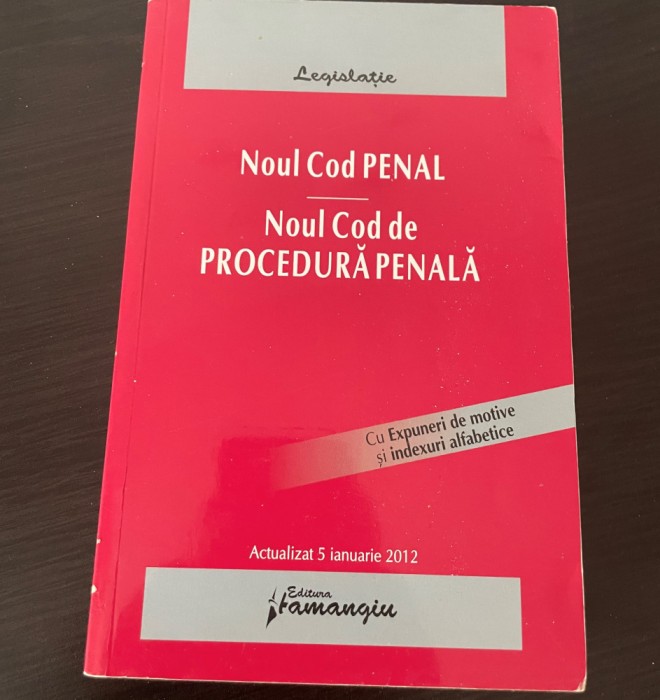 Legislație
Noul Cod PENAL
Noul Cod de
PROCEDURĂ PENALĂ
Cu Expuneri de motive
și indexuri alfabetice
Actualizat 5 ianuarie 2012
Editura
Hamangiu